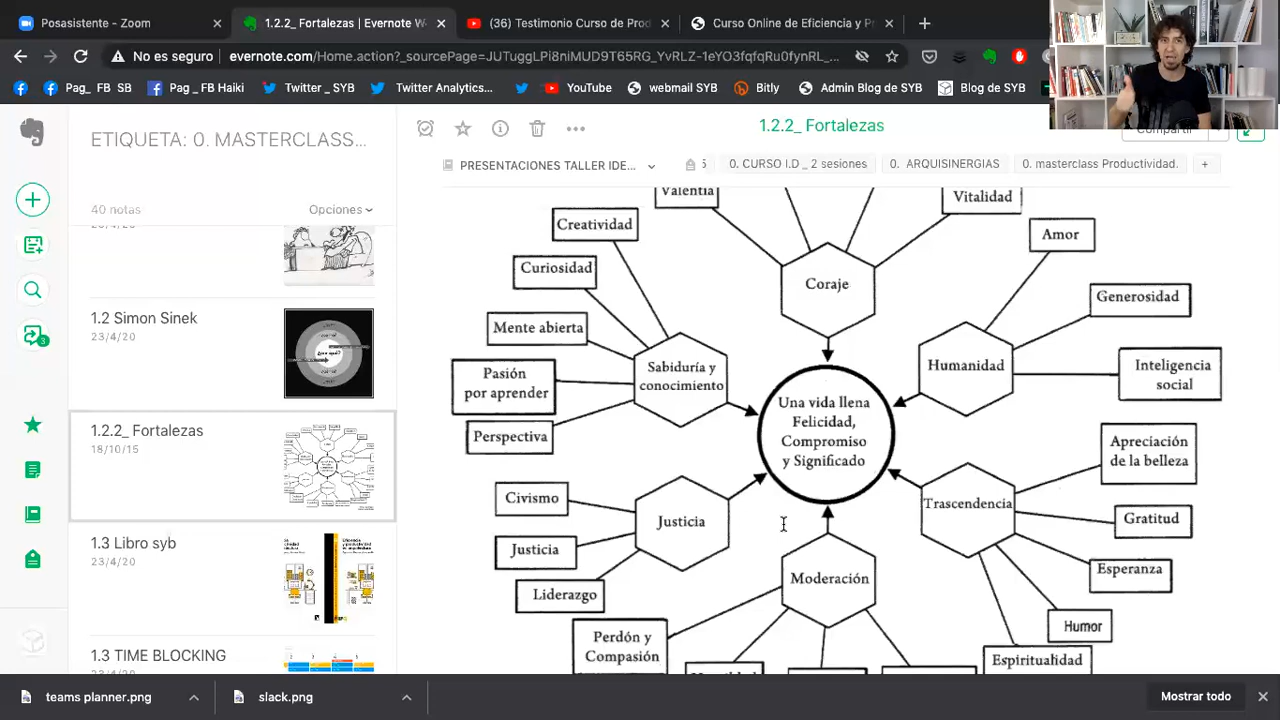 Posasistente - Zoom
1.2.2_ Fortalezas | Evernote W
(36) Testimonio Curso de Prod
Curso Online de Eficiencia y P
No es seguro
evernote.com/Home.action?_sourcePage=JUTuggLPi8niMUD9T65RG_YvRLZ-1eYO3fqfqRu0fynRL_...
Pag_ FB SB
Pag _ FB Haiki
Twitter _ SYB
Twitter Analytics...
YouTube
webmail SYB
Bitly
Admin Blog de SYB
Blog de SYB
ETIQUETA: 0. MASTERCLASS...
40 notas
Opciones
1.2.2_ Fortalezas
Compartir
PRESENTACIONES TALLER IDE...
5
0. CURSO I.D _ 2 sesiones
0. ARQUISINERGIAS
0. masterclass Productividad.
+
1.2 Simon Sinek
23/4/20
1.2.2_ Fortalezas
18/10/15
1.3 Libro syb
23/4/20
1.3 TIME BLOCKING
3
Valentía
Vitalidad
Creatividad
Amor
Curiosidad
Coraje
Generosidad
Mente abierta
Sabiduría y
conocimiento
Humanidad
Inteligencia
social
Pasión
por aprender
Perspectiva
Una vida llena
Felicidad,
Compromiso
y Significado
Apreciación
de la belleza
Civismo
Justicia
Trascendencia
Gratitud
Justicia
Liderazgo
Moderación
Esperanza
Humor
Perdón y
Compasión
Espiritualidad
teams planner.png
slack.png
Mostrar todo